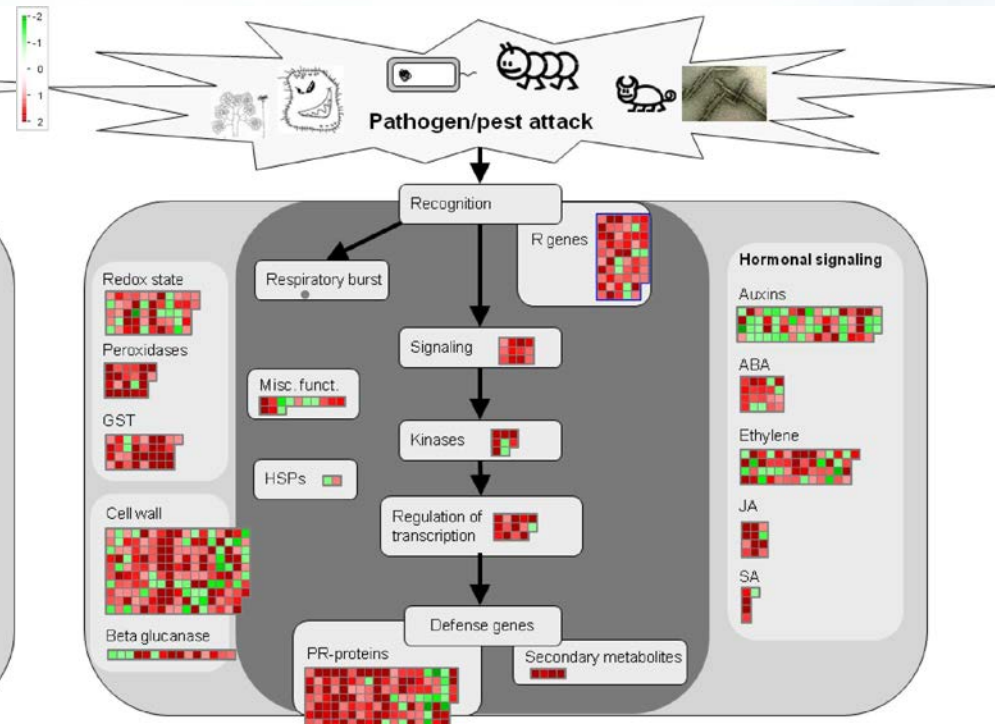 -2
-1
0
1
2
Pathogen/pest attack
Recognition
R genes
Respiratory burst
Redox state
Peroxidases
GST
Signaling
Misc. funct.
Kinases
HSPs
Regulation of
transcription
Cell wall
Beta glucanase
Defense genes
PR-proteins
Secondary metabolites
Hormonal signaling
Auxins
ABA
Ethylene
JA
SA